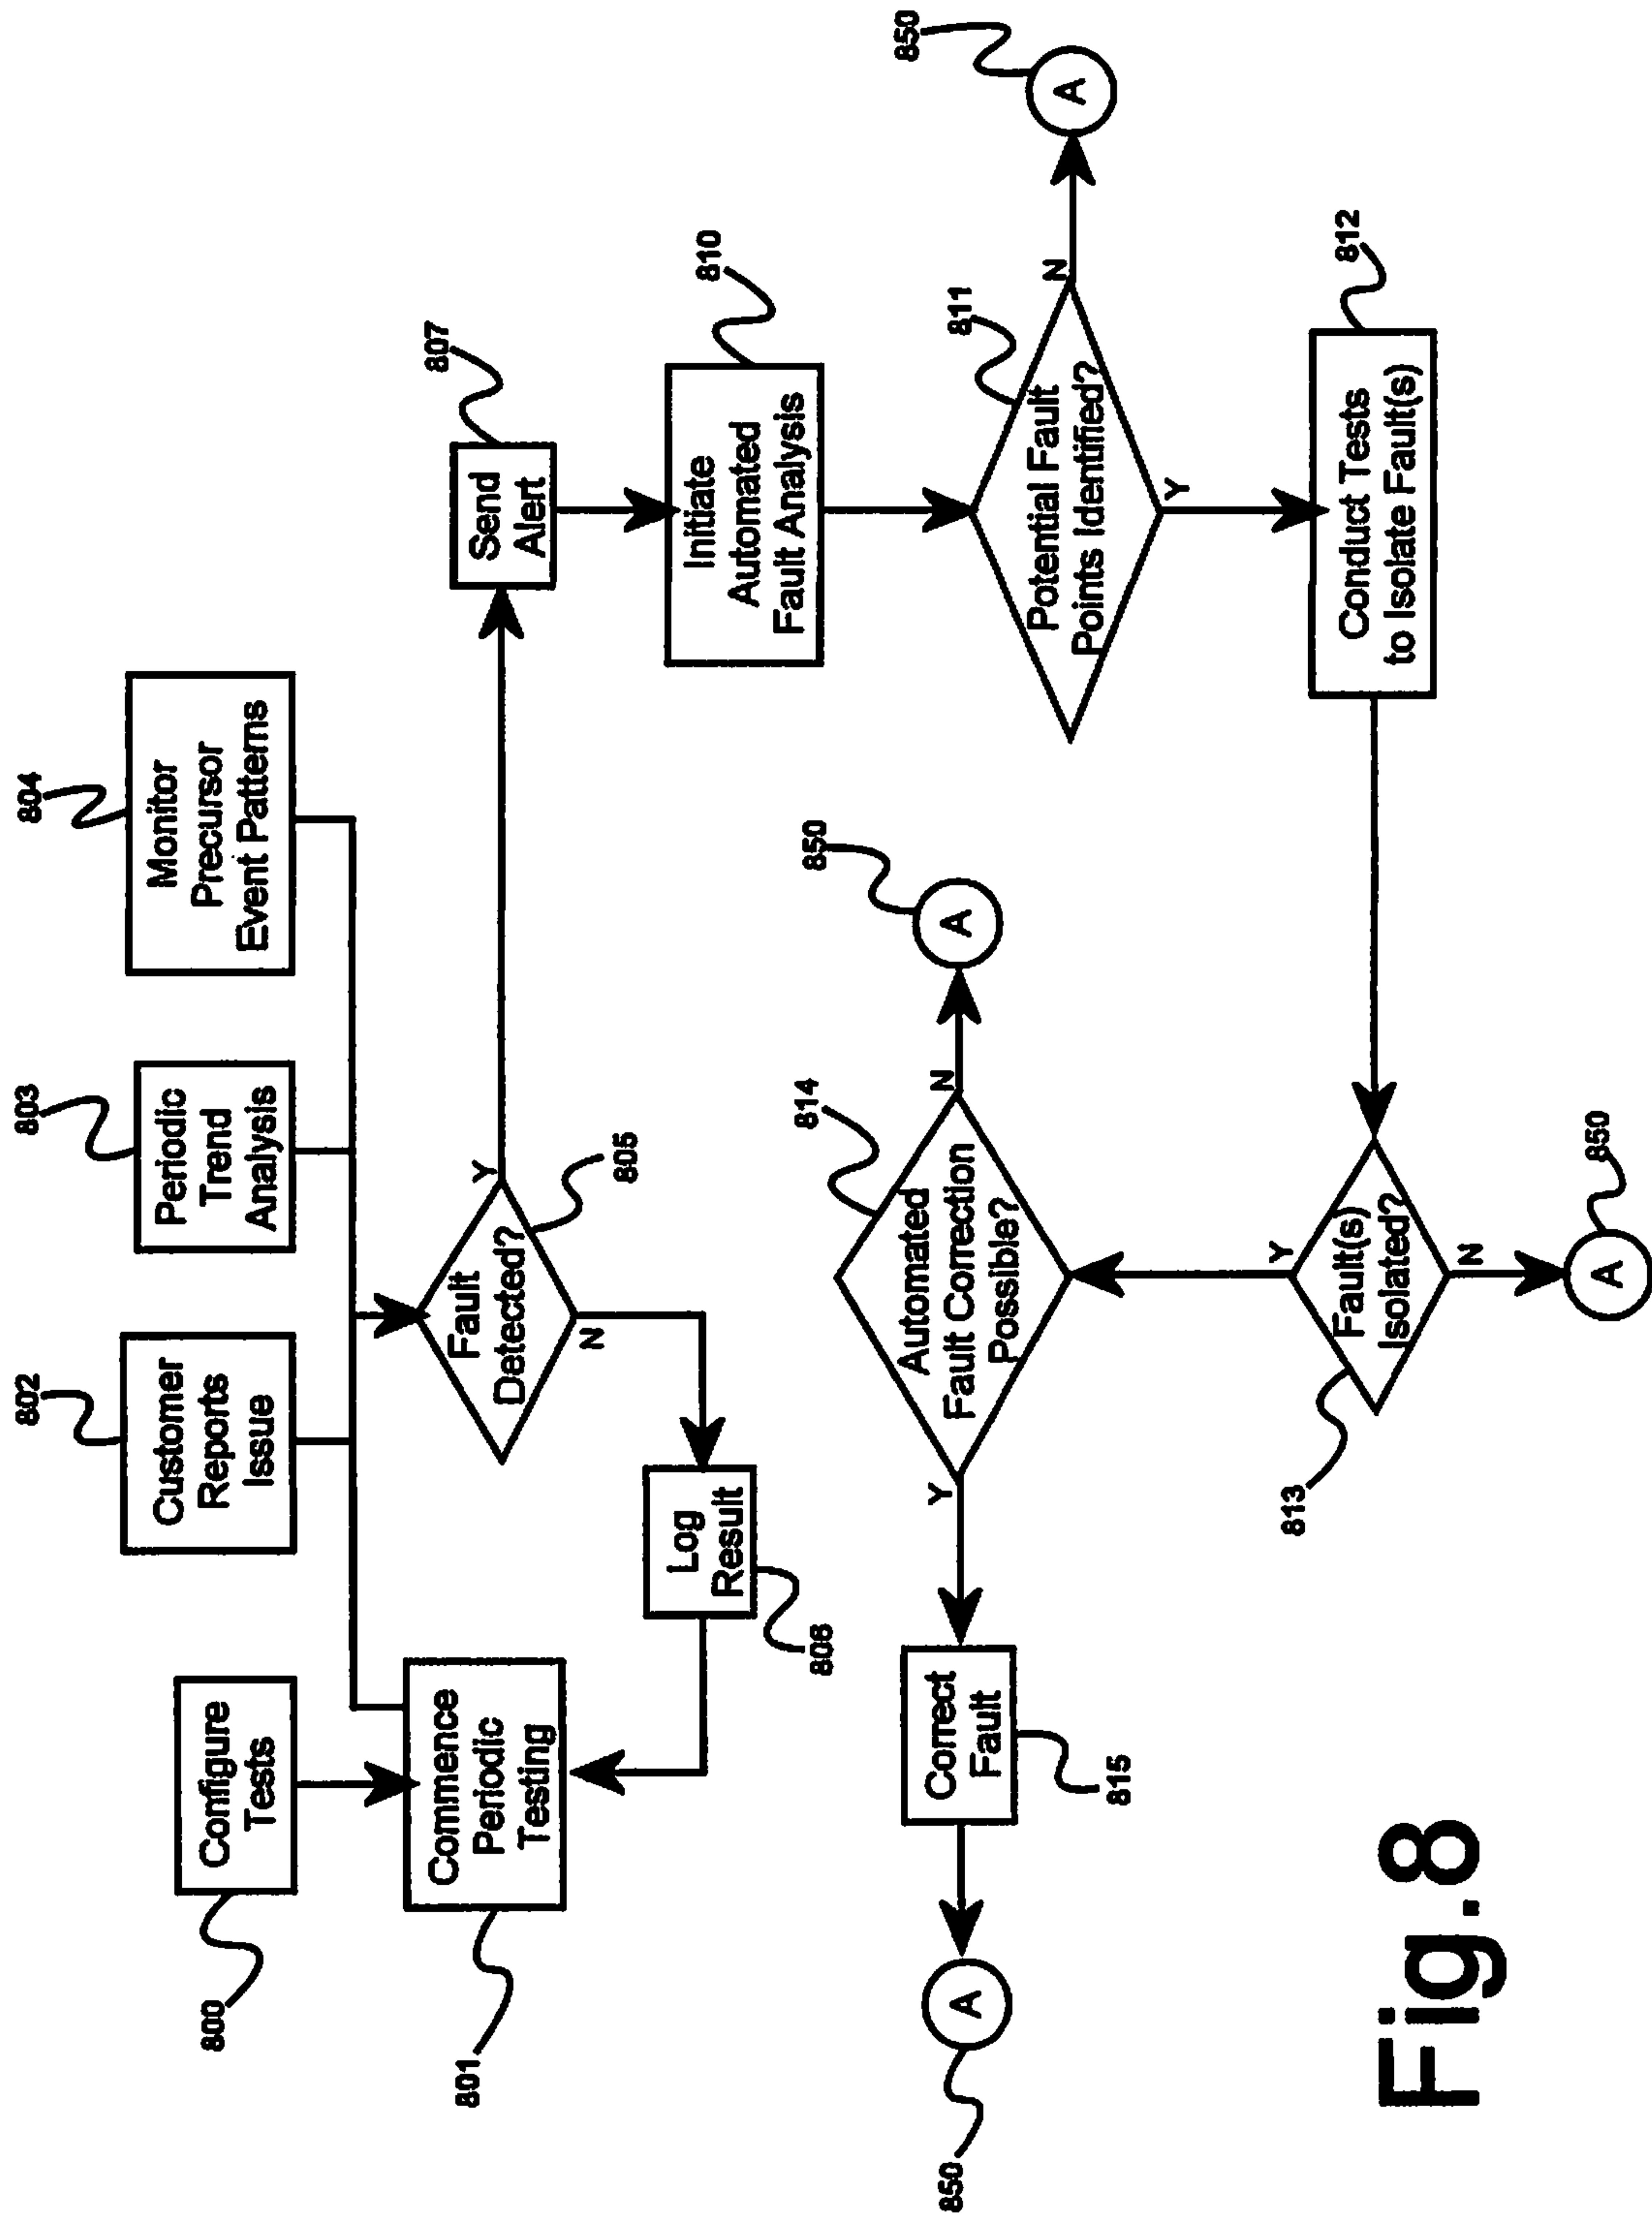 800
Configure
Tests
802
Customer
Reports
Issue
803
Periodic
Trend
Analysis
804
Monitor
Precursor
Event Patterns
801
Commence
Periodic
Testing
Fault
Detected?
805
Y
N
Log
Result
806
807
Send
Alert
810
Initiate
Automated
Fault Analysis
811
Potential Fault
Points Identified?
N
A
850
Y
812
Conduct Tests
to Isolate Fault(s)
813
Fault(s)
Isolated?
Y
N
A
850
814
Automated
Fault Correction
Possible?
N
A
850
Y
Correct
Fault
815
A
850
Fig.8